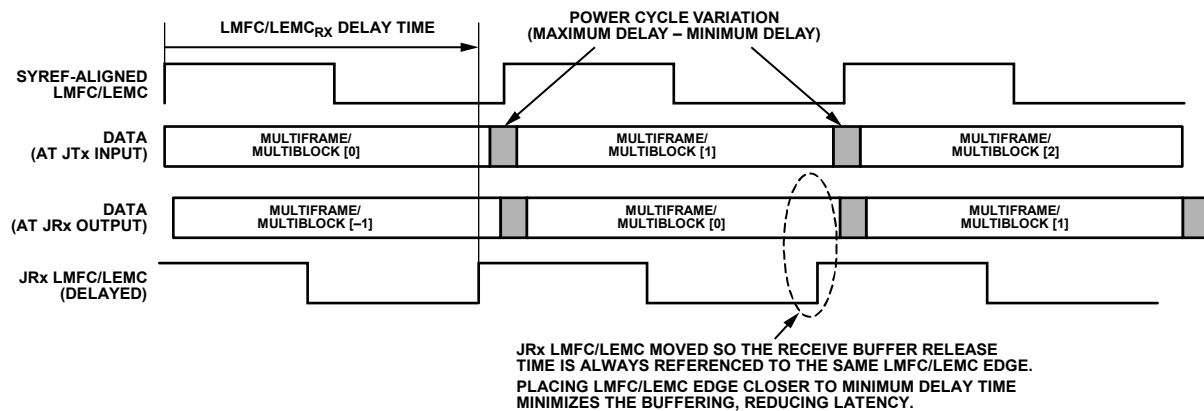 LMFC/LEMCRX DELAY TIME
POWER CYCLE VARIATION
(MAXIMUM DELAY – MINIMUM DELAY)
SYREF-ALIGNED
LMFC/LEMC
DATA
(AT JTx INPUT)
MULTIFRAME/
MULTIBLOCK [0]
MULTIFRAME/
MULTIBLOCK [1]
MULTIFRAME/
MULTIBLOCK [2]
DATA
(AT JRx OUTPUT)
MULTIFRAME/
MULTIBLOCK [–1]
MULTIFRAME/
MULTIBLOCK [0]
MULTIFRAME/
MULTIBLOCK [1]
JRx LMFC/LEMC
(DELAYED)
JRx LMFC/LEMC MOVED SO THE RECEIVE BUFFER RELEASE
TIME IS ALWAYS REFERENCED TO THE SAME LMFC/LEMC EDGE.
PLACING LMFC/LEMC EDGE CLOSER TO MINIMUM DELAY TIME
MINIMIZES THE BUFFERING, REDUCING LATENCY.